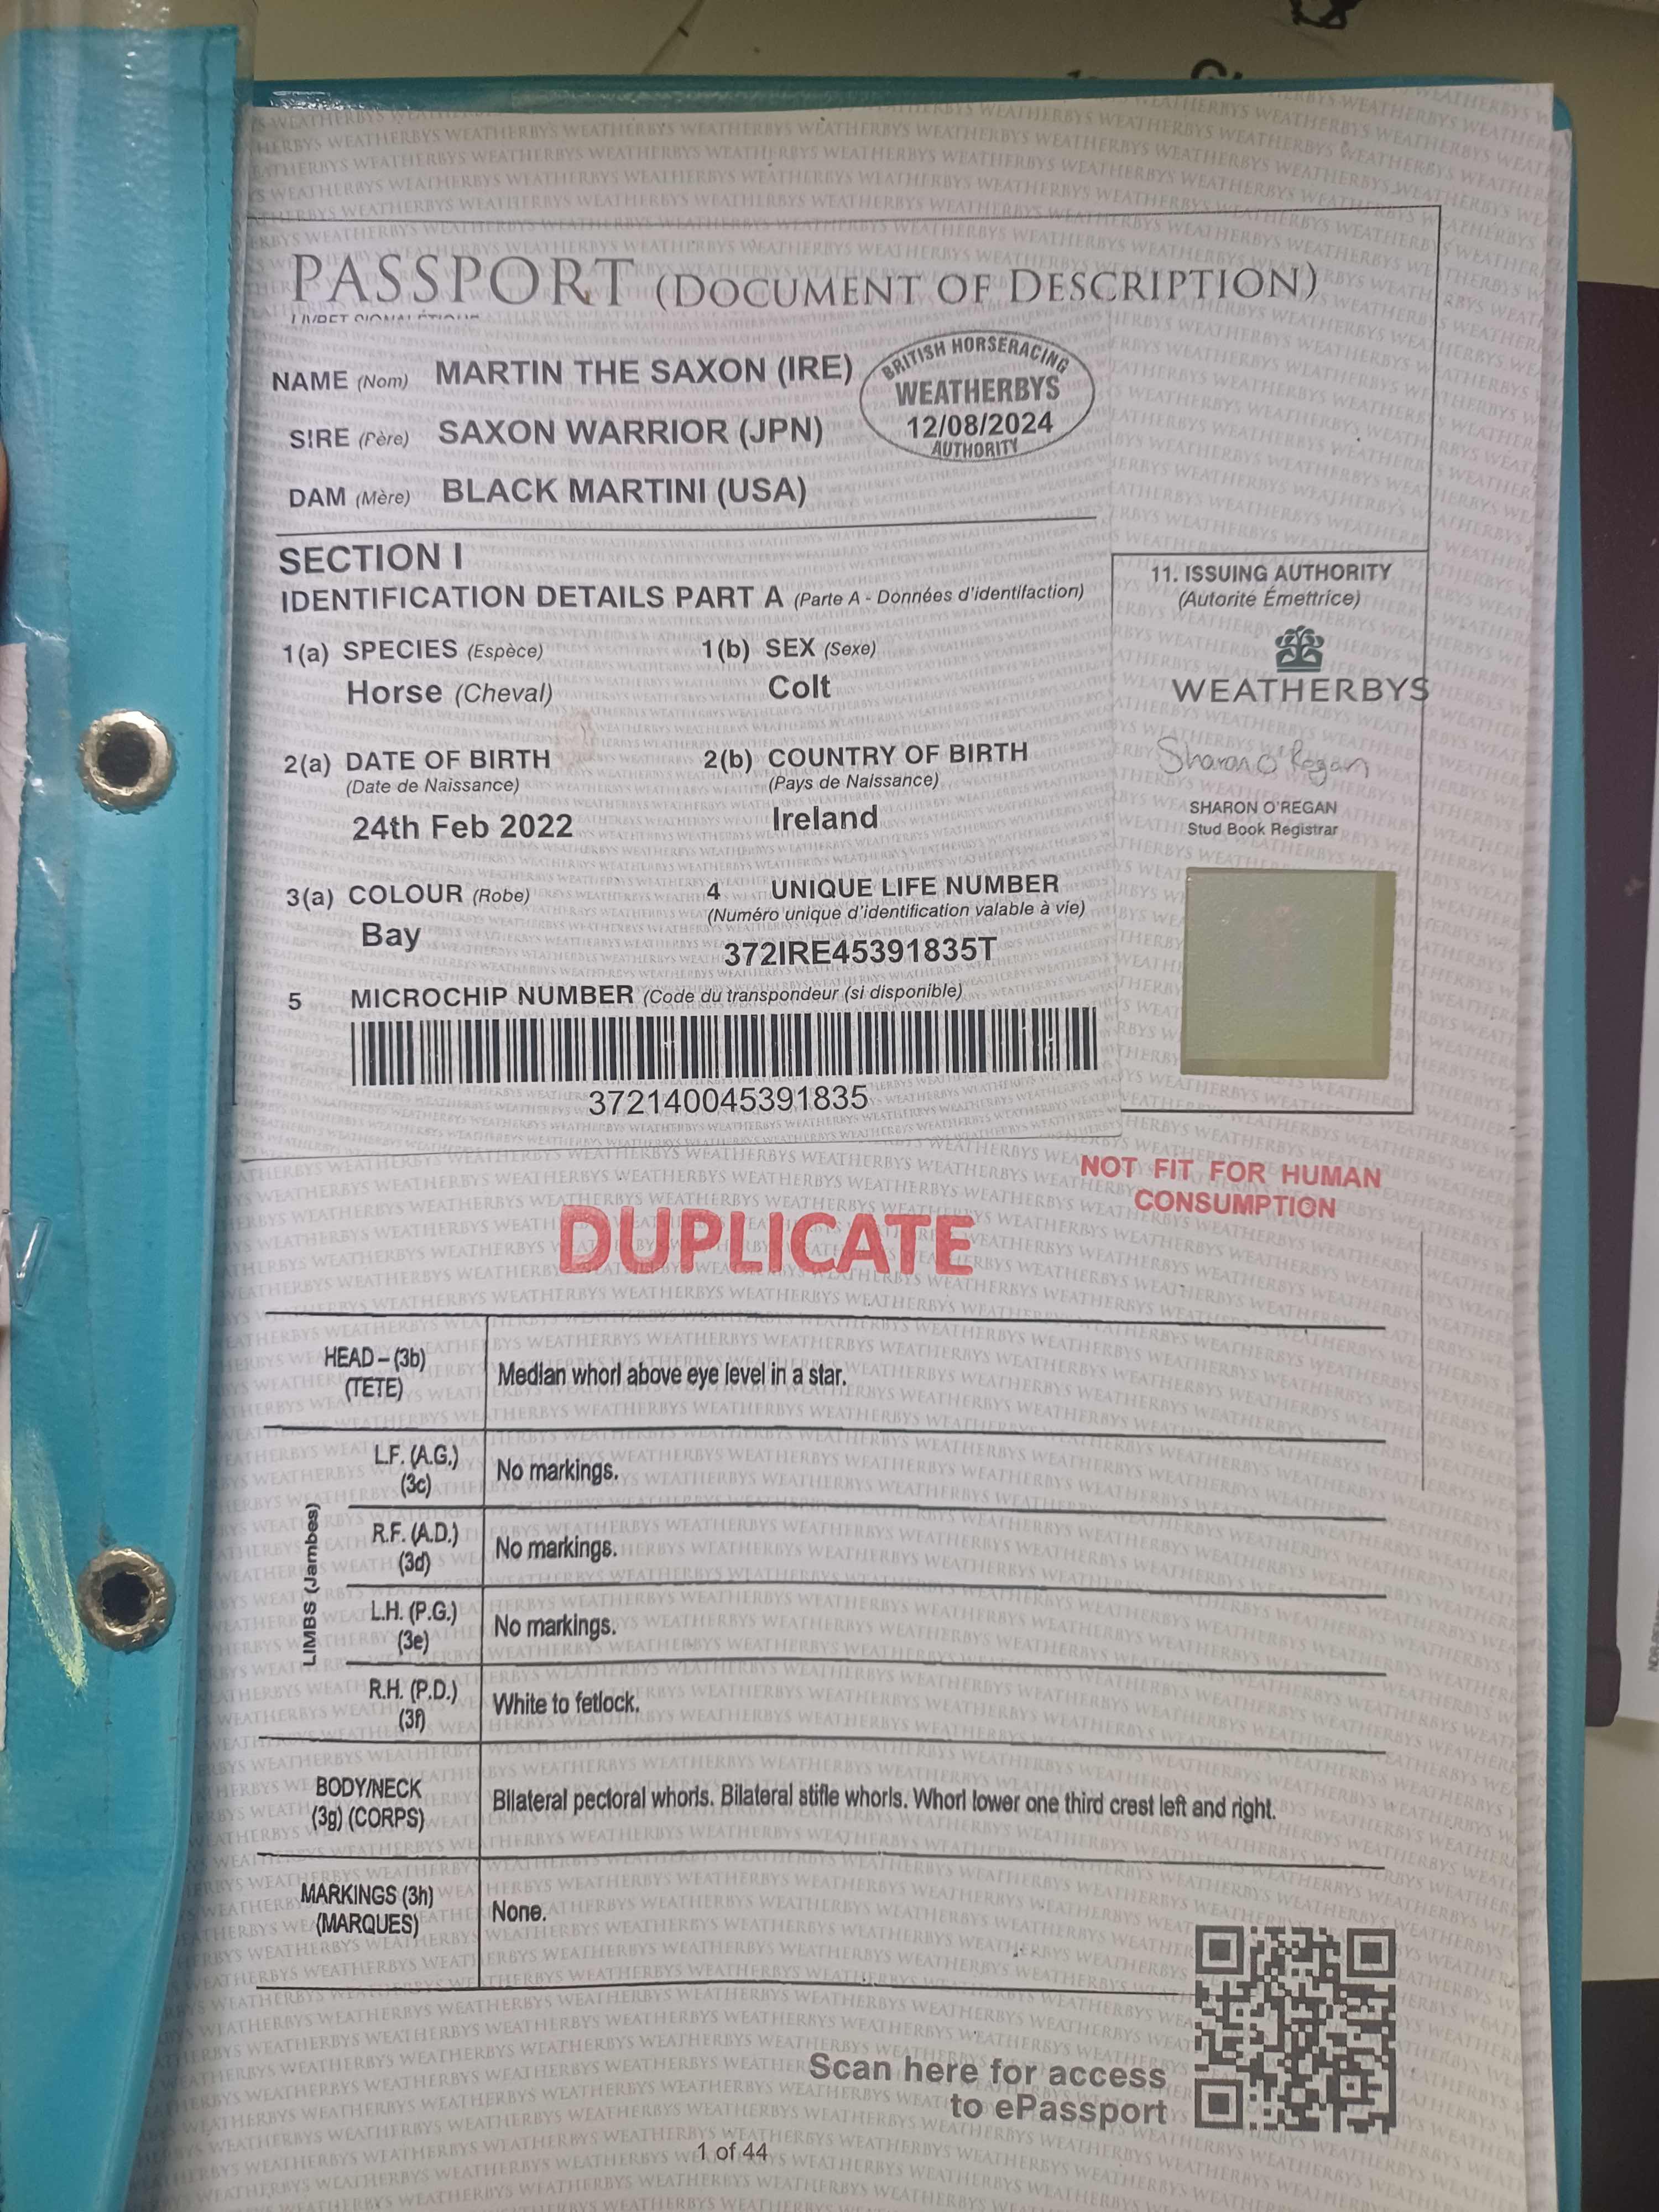 PASSPORT (DOCUMENT OF DESCRIPTION)
NAME (Nom) MARTIN THE SAXON (IRE)
SIRE (Père) SAXON WARRIOR (JPN)
DAM (Mère) BLACK MARTINI (USA)
BRITISH HORSERACING
WEATHERBYS
12/08/2024
AUTHORITY
SECTION I
IDENTIFICATION DETAILS PART A (Parte A - Données d'identifaction)
1(a) SPECIES (Espèce) 1(b) SEX (Sexe)
Horse (Cheval) Colt
2(a) DATE OF BIRTH 2(b) COUNTRY OF BIRTH
(Date de Naissance) (Pays de Naissance)
24th Feb 2022 Ireland
3(a) COLOUR (Robe) 4 UNIQUE LIFE NUMBER
(Numéro unique d'identification valable à vie)
Bay 372IRE45391835T
5 MICROCHIP NUMBER (Code du transpondeur (si disponible)
372140045391835
11. ISSUING AUTHORITY
(Autorité Émettrice)
WEATHERBYS
Sharon O'Regan
SHARON O'REGAN
Stud Book Registrar
NOT FIT FOR HUMAN
CONSUMPTION
DUPLICATE
HEAD – (3b)
(TETE)
Median whorl above eye level in a star.
LIMBS (Jambes)
L.F. (A.G.)
(3c)
No markings.
R.F. (A.D.)
(3d)
No markings.
L.H. (P.G.)
(3e)
No markings.
R.H. (P.D.)
(3f)
White to fetlock.
BODY/NECK
(3g) (CORPS)
Bilateral pectoral whorls. Bilateral stifle whorls. Whorl lower one third crest left and right.
MARKINGS (3h)
(MARQUES)
None.
Scan here for access
to ePassport
1 of 44